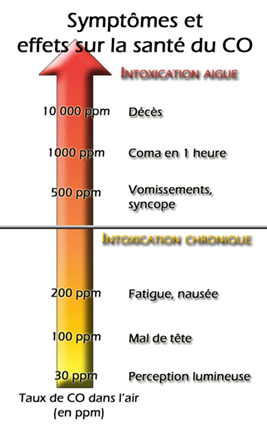 Symptômes et
effets sur la santé du CO
Intoxication aigue
10 000 ppm Décès
1000 ppm Coma en 1 heure
500 ppm Vomissements,
syncope
Intoxication chronique
200 ppm Fatigue, nausée
100 ppm Mal de tête
30 ppm Perception lumineuse
Taux de CO dans l'air
(en ppm)